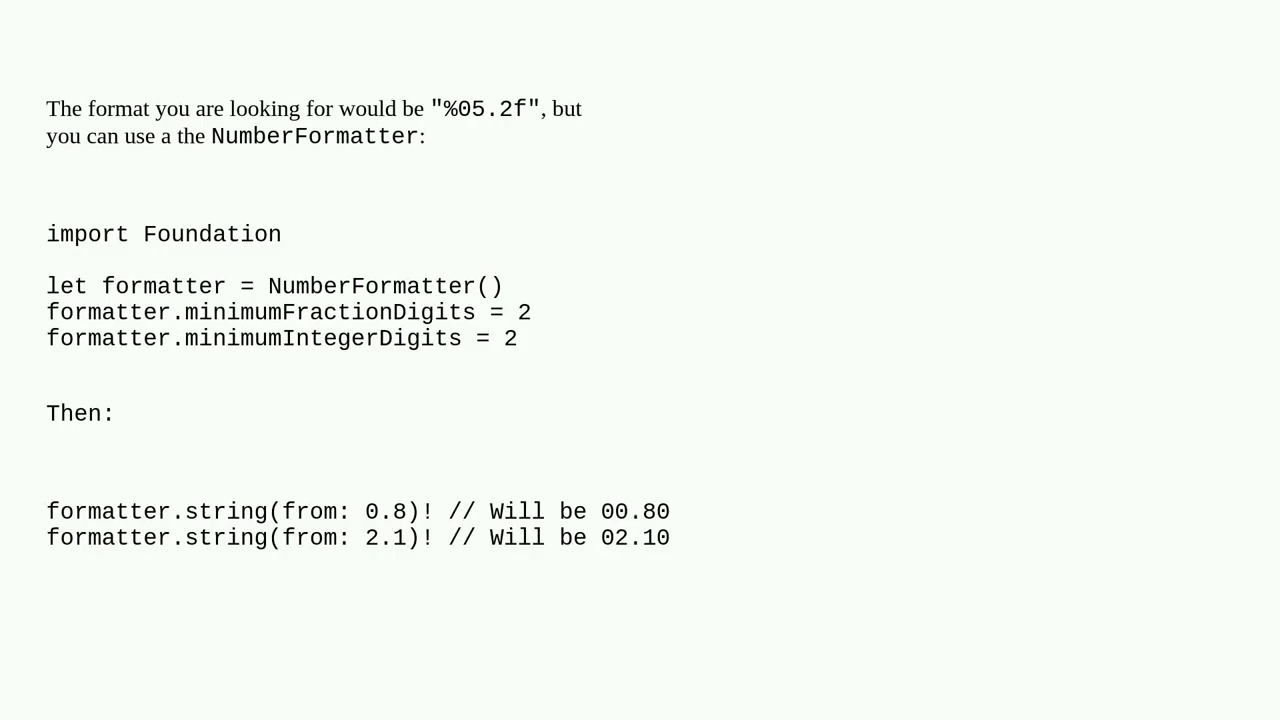 The format you are looking for would be "%05.2f", but
you can use a the NumberFormatter:
import Foundation
let formatter = NumberFormatter()
formatter.minimumFractionDigits = 2
formatter.minimumIntegerDigits = 2
Then:
formatter.string(from: 0.8)! // Will be 00.80
formatter.string(from: 2.1)! // Will be 02.10